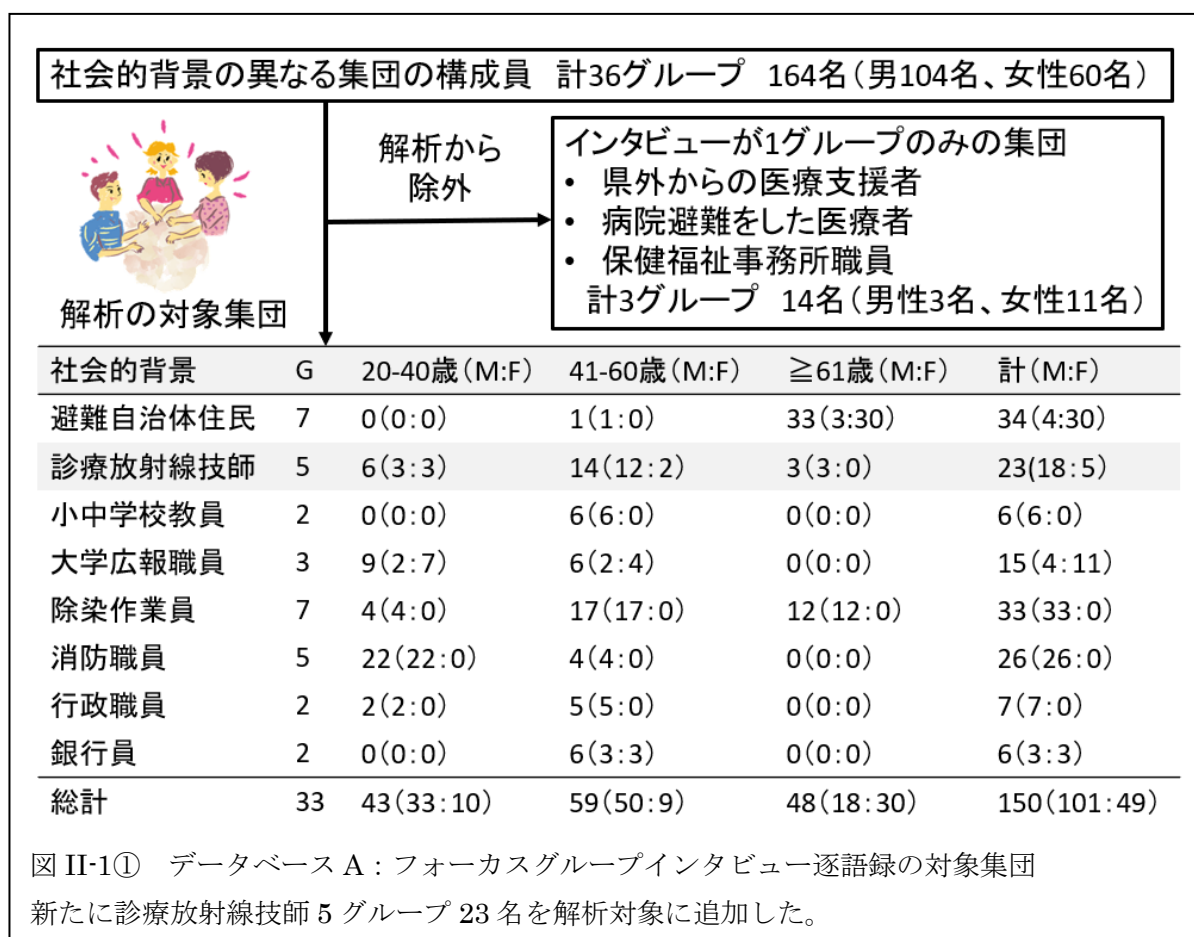 社会的背景の異なる集団の構成員　計36グループ　164名（男104名、女性60名）
解析から
除外
インタビューが1グループのみの集団
• 県外からの医療支援者
• 病院避難をした医療者
• 保健福祉事務所職員
計3グループ　14名（男性3名、女性11名）
解析の対象集団
社会的背景 G 20-40歳（M:F） 41-60歳（M:F） ≧61歳（M:F） 計（M:F）
避難自治体住民 7 0（0：0） 1（1：0） 33（3:30） 34（4:30）
診療放射線技師 5 6（3：3） 14（12：2） 3（3：0） 23(18：5）
小中学校教員 2 0（0：0） 6（6：0） 0（0：0） 6（6：0）
大学広報職員 3 9（2：7） 6（2：4） 0（0：0） 15（4：11）
除染作業員 7 4（4：0） 17（17：0） 12（12：0） 33（33：0）
消防職員 5 22（22：0） 4（4：0） 0（0：0） 26（26：0）
行政職員 2 2（2：0） 5（5：0） 0（0：0） 7（7：0）
銀行員 2 0（0：0） 6（3：3） 0（0：0） 6（3：3）
総計 33 43（33：10） 59（50：9） 48（18：30） 150（101：49）
図 II-1①　データベース A：フォーカスグループインタビュー逐語録の対象集団
新たに診療放射線技師 5 グループ 23 名を解析対象に追加した。